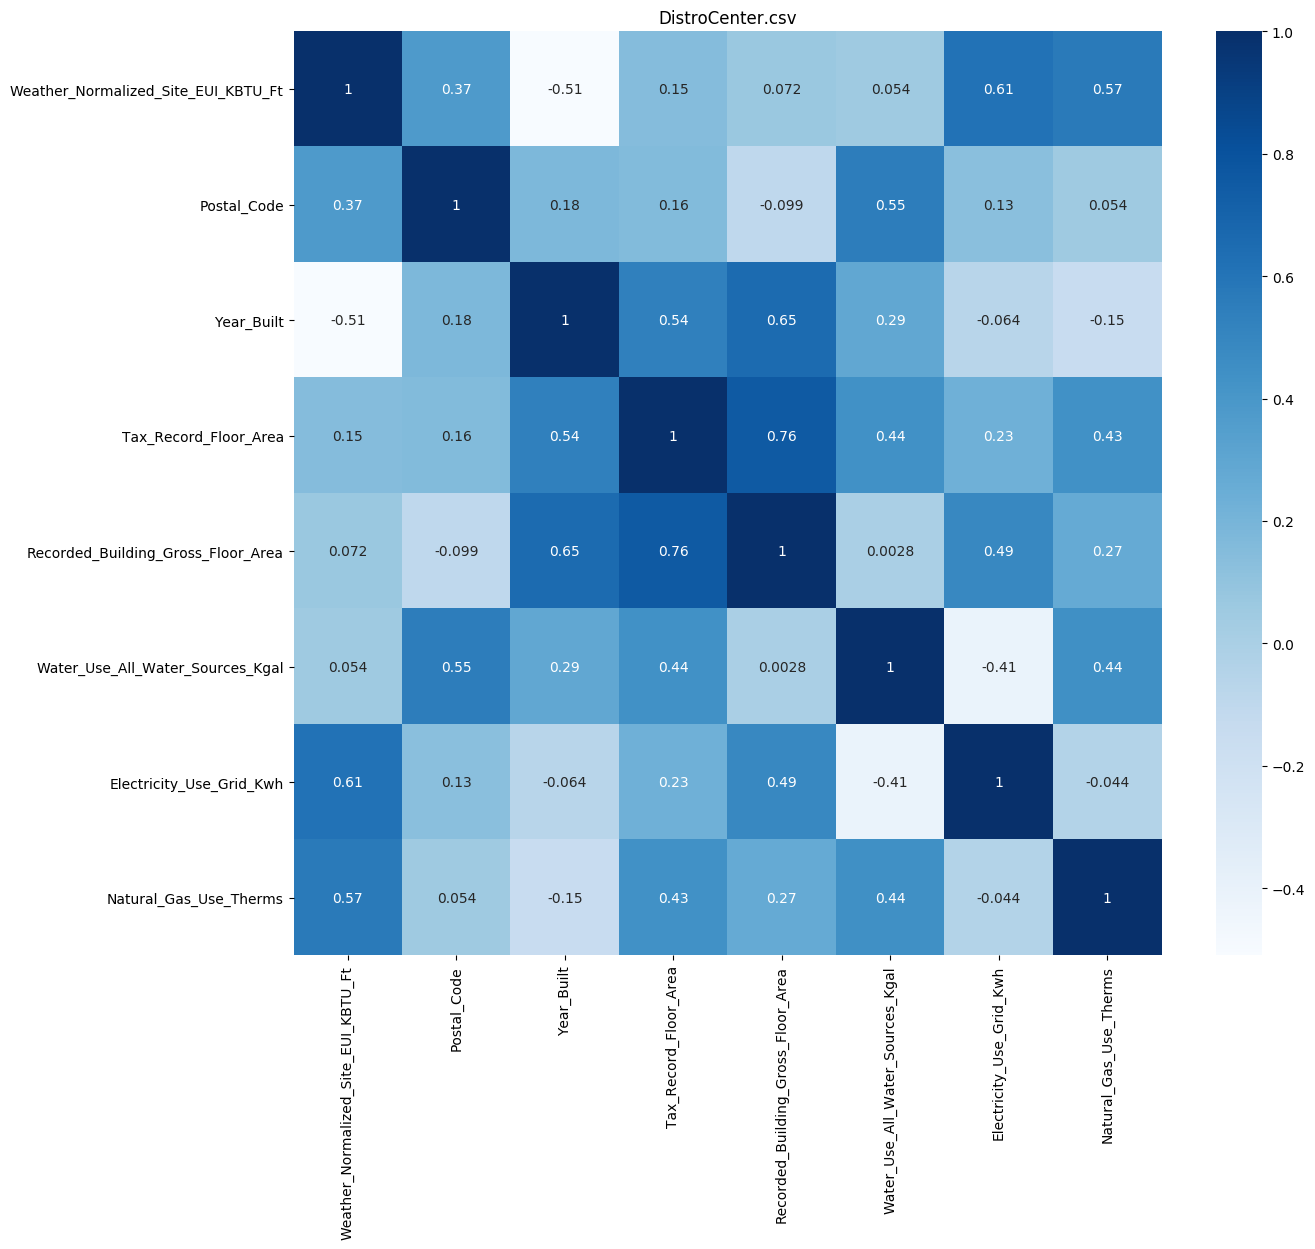 DistroCenter.csv
Weather_Normalized_Site_EUI_KBTU_Ft 1 0.37 -0.51 0.15 0.072 0.054 0.61 0.57
Postal_Code 0.37 1 0.18 0.16 -0.099 0.55 0.13 0.054
Year_Built -0.51 0.18 1 0.54 0.65 0.29 -0.064 -0.15
Tax_Record_Floor_Area 0.15 0.16 0.54 1 0.76 0.44 0.23 0.43
Recorded_Building_Gross_Floor_Area 0.072 -0.099 0.65 0.76 1 0.0028 0.49 0.27
Water_Use_All_Water_Sources_Kgal 0.054 0.55 0.29 0.44 0.0028 1 -0.41 0.44
Electricity_Use_Grid_Kwh 0.61 0.13 -0.064 0.23 0.49 -0.41 1 -0.044
Natural_Gas_Use_Therms 0.57 0.054 -0.15 0.43 0.27 0.44 -0.044 1
Weather_Normalized_Site_EUI_KBTU_Ft
Postal_Code
Year_Built
Tax_Record_Floor_Area
Recorded_Building_Gross_Floor_Area
Water_Use_All_Water_Sources_Kgal
Electricity_Use_Grid_Kwh
Natural_Gas_Use_Therms
1.0
0.8
0.6
0.4
0.2
0.0
−0.2
−0.4